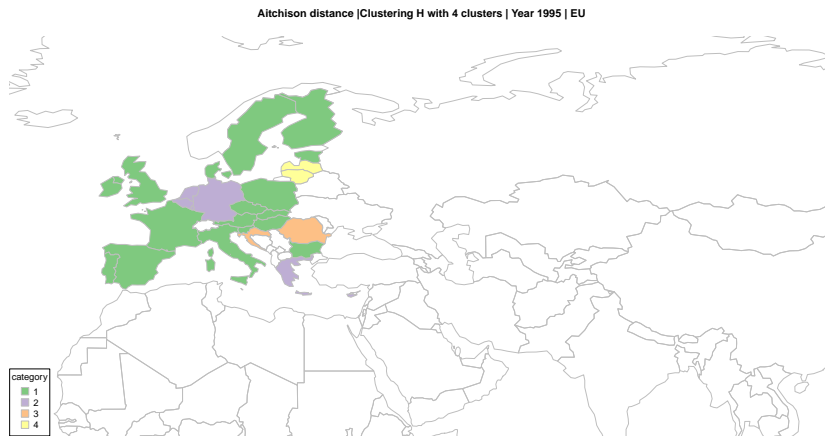 Aitchison distance |Clustering H with 4 clusters | Year 1995 | EU
category
1
2
3
4